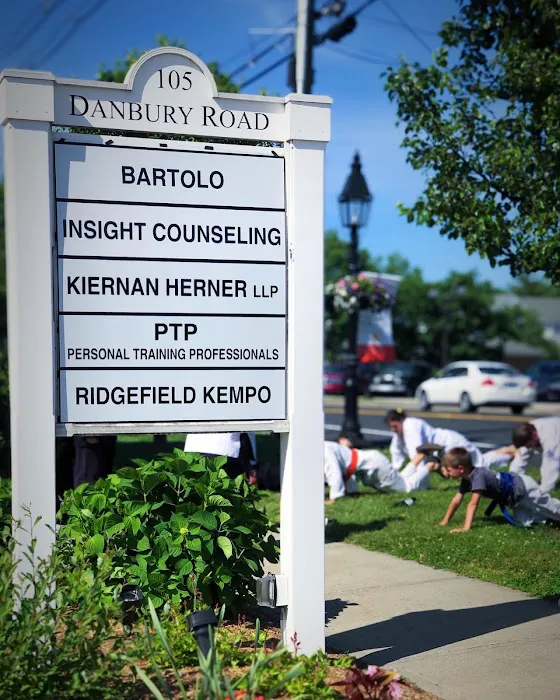 105
DANBURY ROAD
BARTOLO
INSIGHT COUNSELING
KIERNAN HERNER LLP
PTP
PERSONAL TRAINING PROFESSIONALS
RIDGEFIELD KEMPO